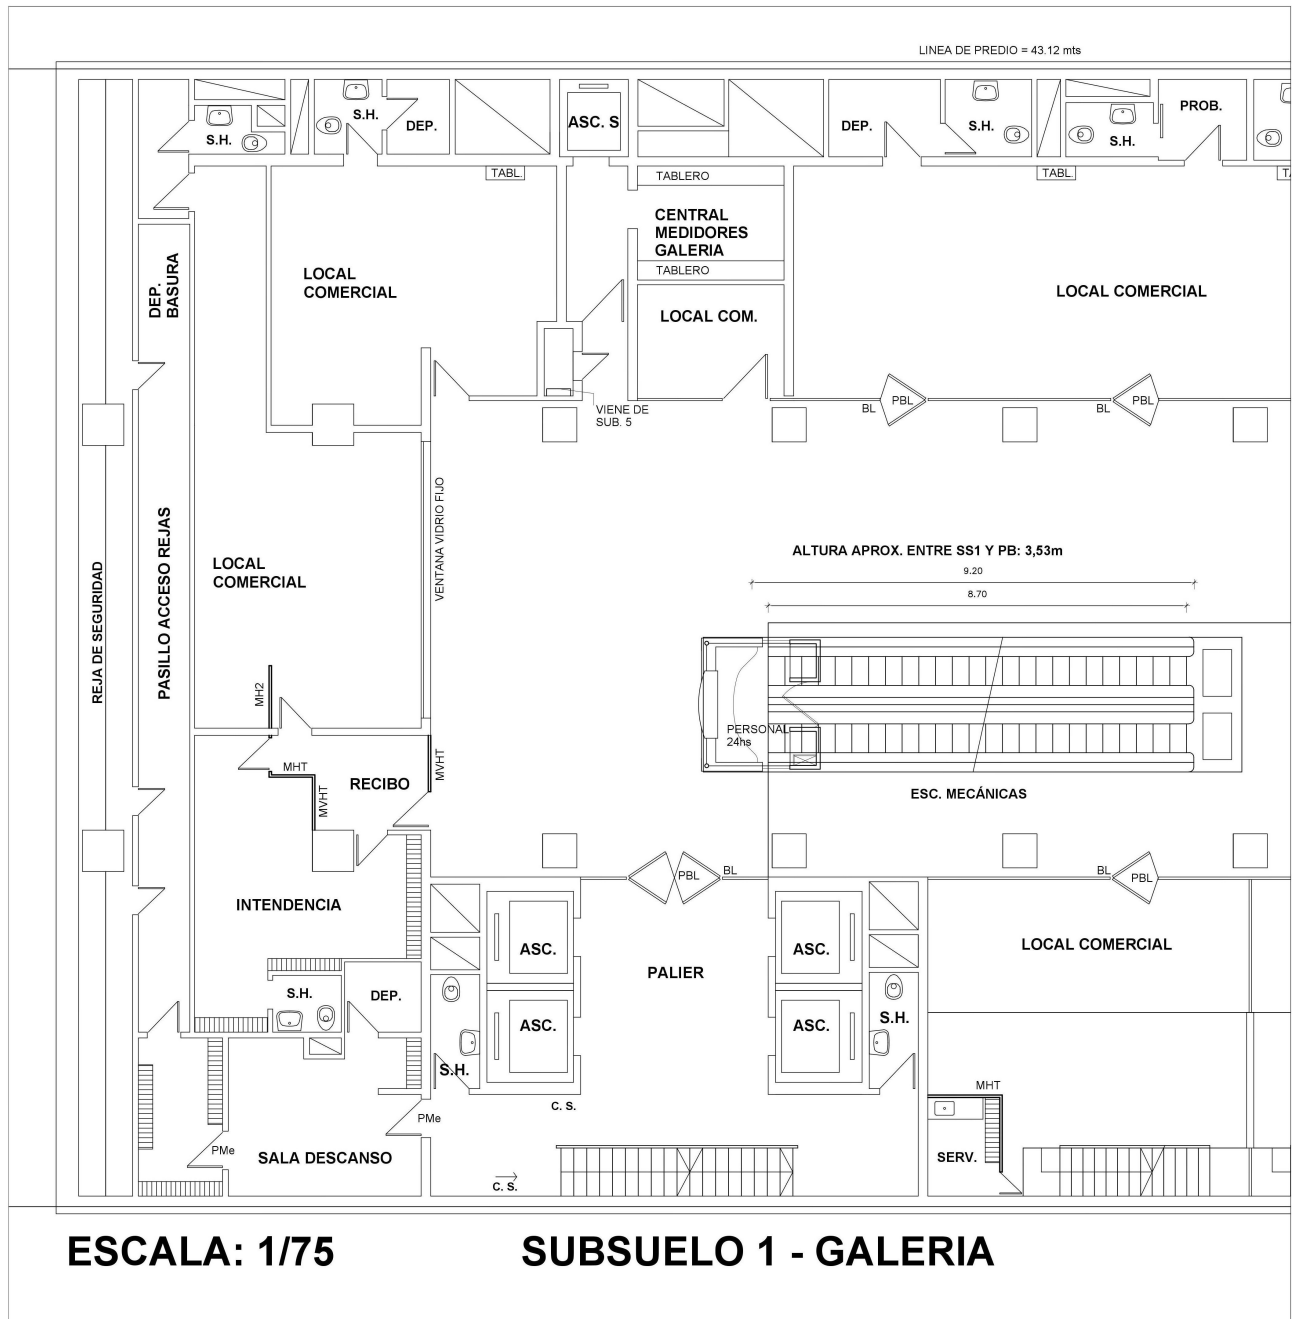 LINEA DE PREDIO = 43.12 mts
S.H.
S.H.
DEP.
ASC. S
DEP.
S.H.
S.H.
PROB.
TABL.
TABLERO
TABL.
CENTRAL
MEDIDORES
GALERIA
TABLERO
DEP.
BASURA
LOCAL
COMERCIAL
LOCAL COM.
LOCAL COMERCIAL
VIENE DE
SUB. 5
BL
PBL
BL
PBL
VENTANA VIDRIO FIJO
REJA DE SEGURIDAD
PASILLO ACCESO REJAS
LOCAL
COMERCIAL
ALTURA APROX. ENTRE SS1 Y PB: 3,53m
9.20
8.70
MH2
PERSONAL
24hs
MHT
MVHT
RECIBO
MVHT
ESC. MECÁNICAS
PBL
BL
BL
PBL
INTENDENCIA
ASC.
PALIER
ASC.
LOCAL COMERCIAL
S.H.
DEP.
ASC.
ASC.
S.H.
S.H.
MHT
C. S.
PMe
PMe
SALA DESCANSO
SERV.
C. S.
ESCALA: 1/75
SUBSUELO 1 - GALERIA